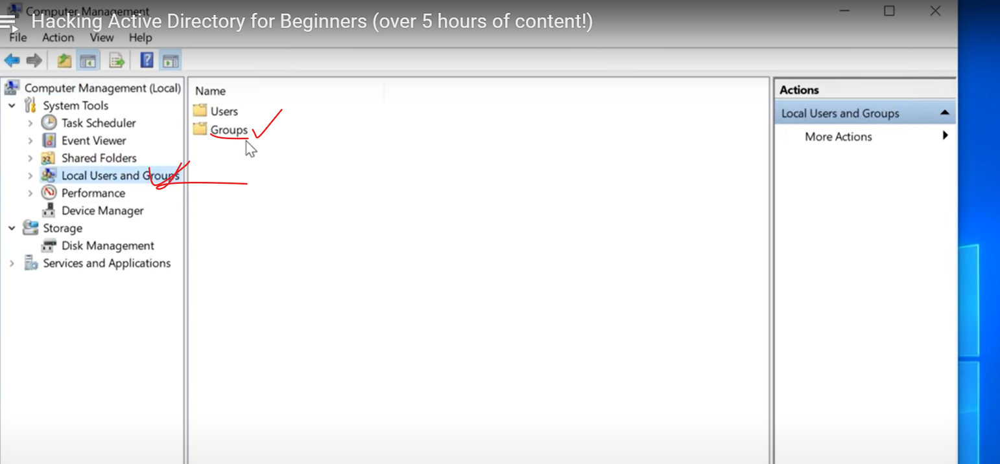 Computer Management
Hacking Active Directory for Beginners (over 5 hours of content!)
File Action View Help
Computer Management (Local)
System Tools
Task Scheduler
Event Viewer
Shared Folders
Local Users and Groups
Performance
Device Manager
Storage
Disk Management
Services and Applications
Name
Users
Groups
Actions
Local Users and Groups
More Actions